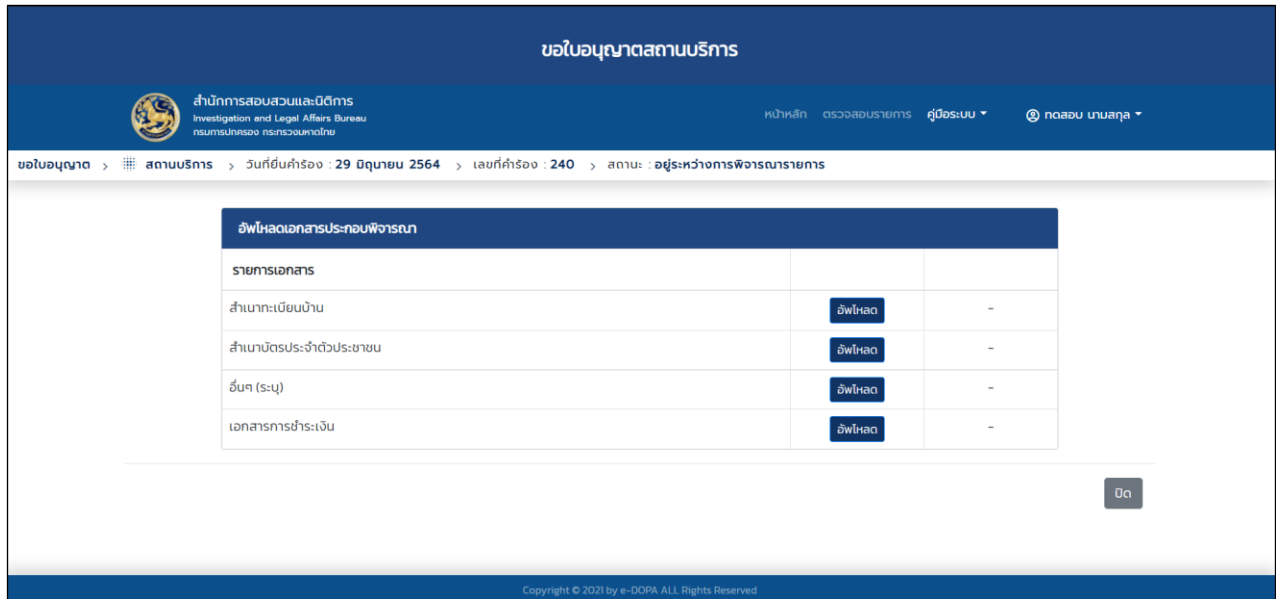 ขอใบอนุญาตสถานบริการ
สำนักการสอบสวนและนิติการ
Investigation and Legal Affairs Bureau
กรมการปกครอง กระทรวงมหาดไทย
หน้าหลัก ตรวจสอบรายการ คู่มือระบบ ทดสอบ นามสกุล
ขอใบอนุญาต > สถานบริการ > วันที่ยื่นคำร้อง : 29 มิถุนายน 2564 > เลขที่คำร้อง : 240 > สถานะ : อยู่ระหว่างการพิจารณารายการ
อัพโหลดเอกสารประกอบพิจารณา
รายการเอกสาร
สำเนาทะเบียนบ้าน อัพโหลด -
สำเนาบัตรประจำตัวประชาชน อัพโหลด -
อื่นๆ (ระบุ) อัพโหลด -
เอกสารการชำระเงิน อัพโหลด -
ปิด
Copyright © 2021 by e-DOPA ALL Rights Reserved